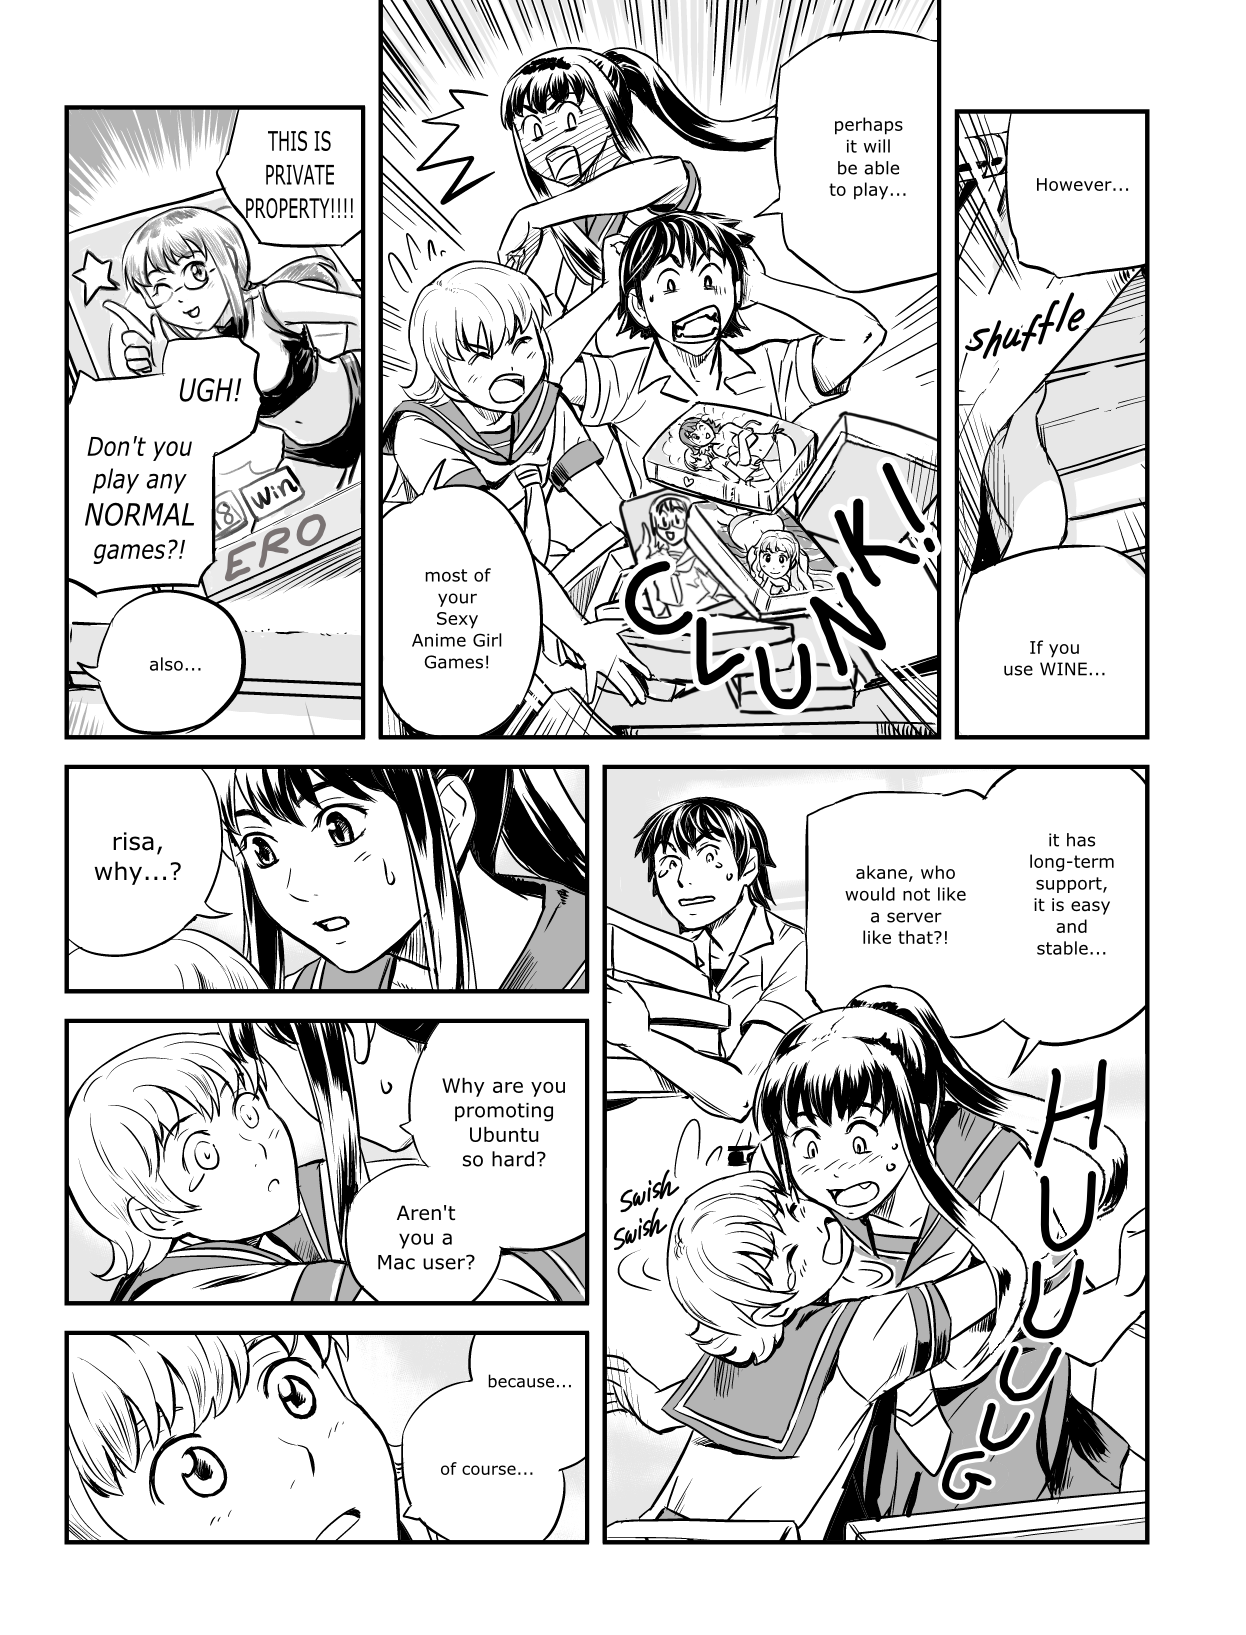 However...
shuffle
If you
use WINE...
perhaps
it will
be able
to play...
most of
your
Sexy
Anime Girl
Games!
CLUNK!
THIS IS
PRIVATE
PROPERTY!!!!
UGH!
Don't you
play any
NORMAL
games?!
8 win
ERO
also...
it has
long-term
support,
it is easy
and
stable...
akane, who
would not like
a server
like that?!
HUUUUG
Swish
Swish
risa,
why...?
Why are you
promoting
Ubuntu
so hard?
Aren't
you a
Mac user?
because...
of course...